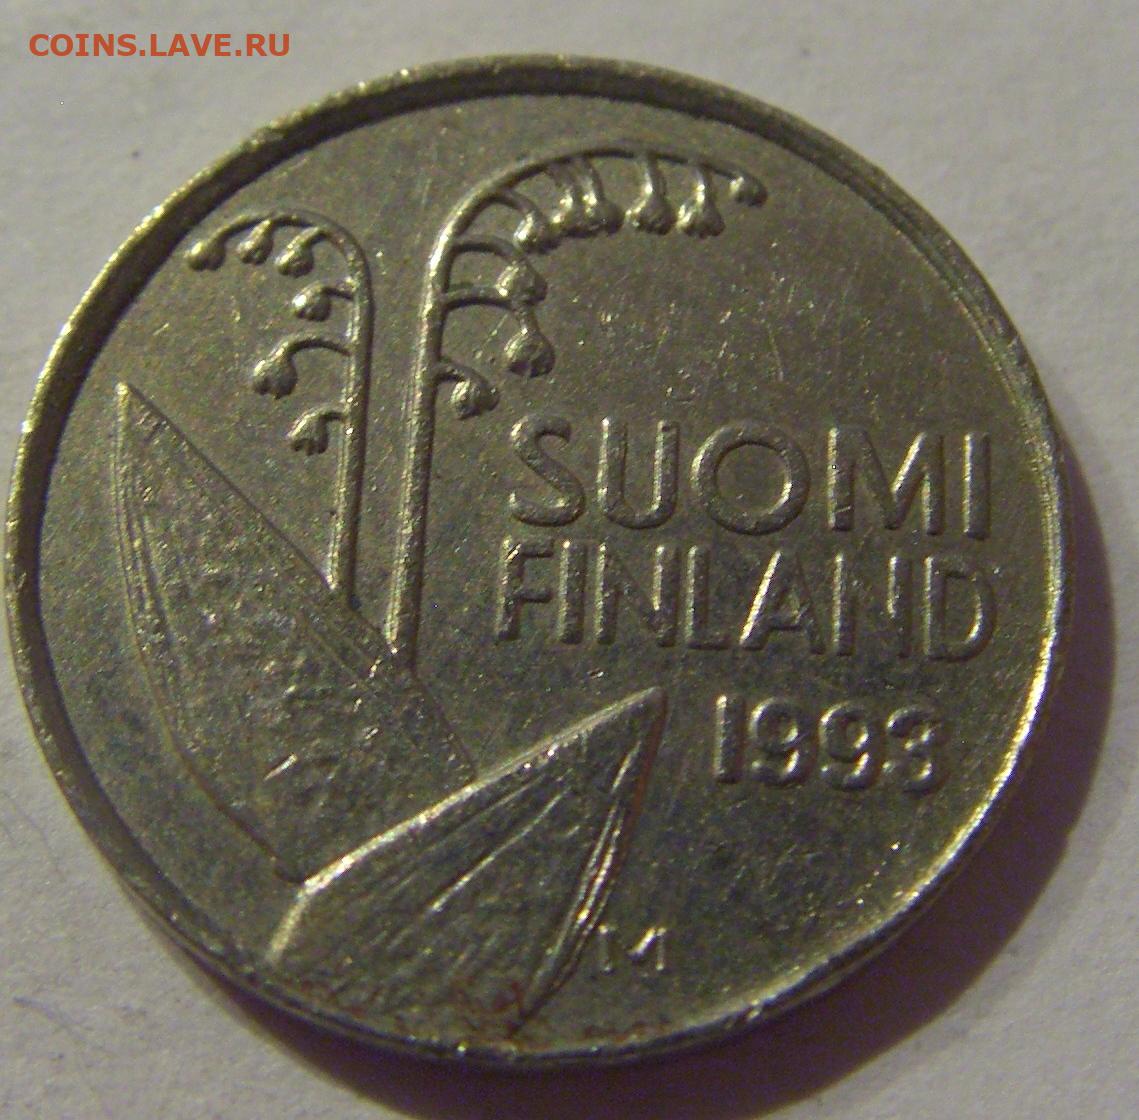 COINS.LAVE.RU
SUOMI
FINLAND
1993
M